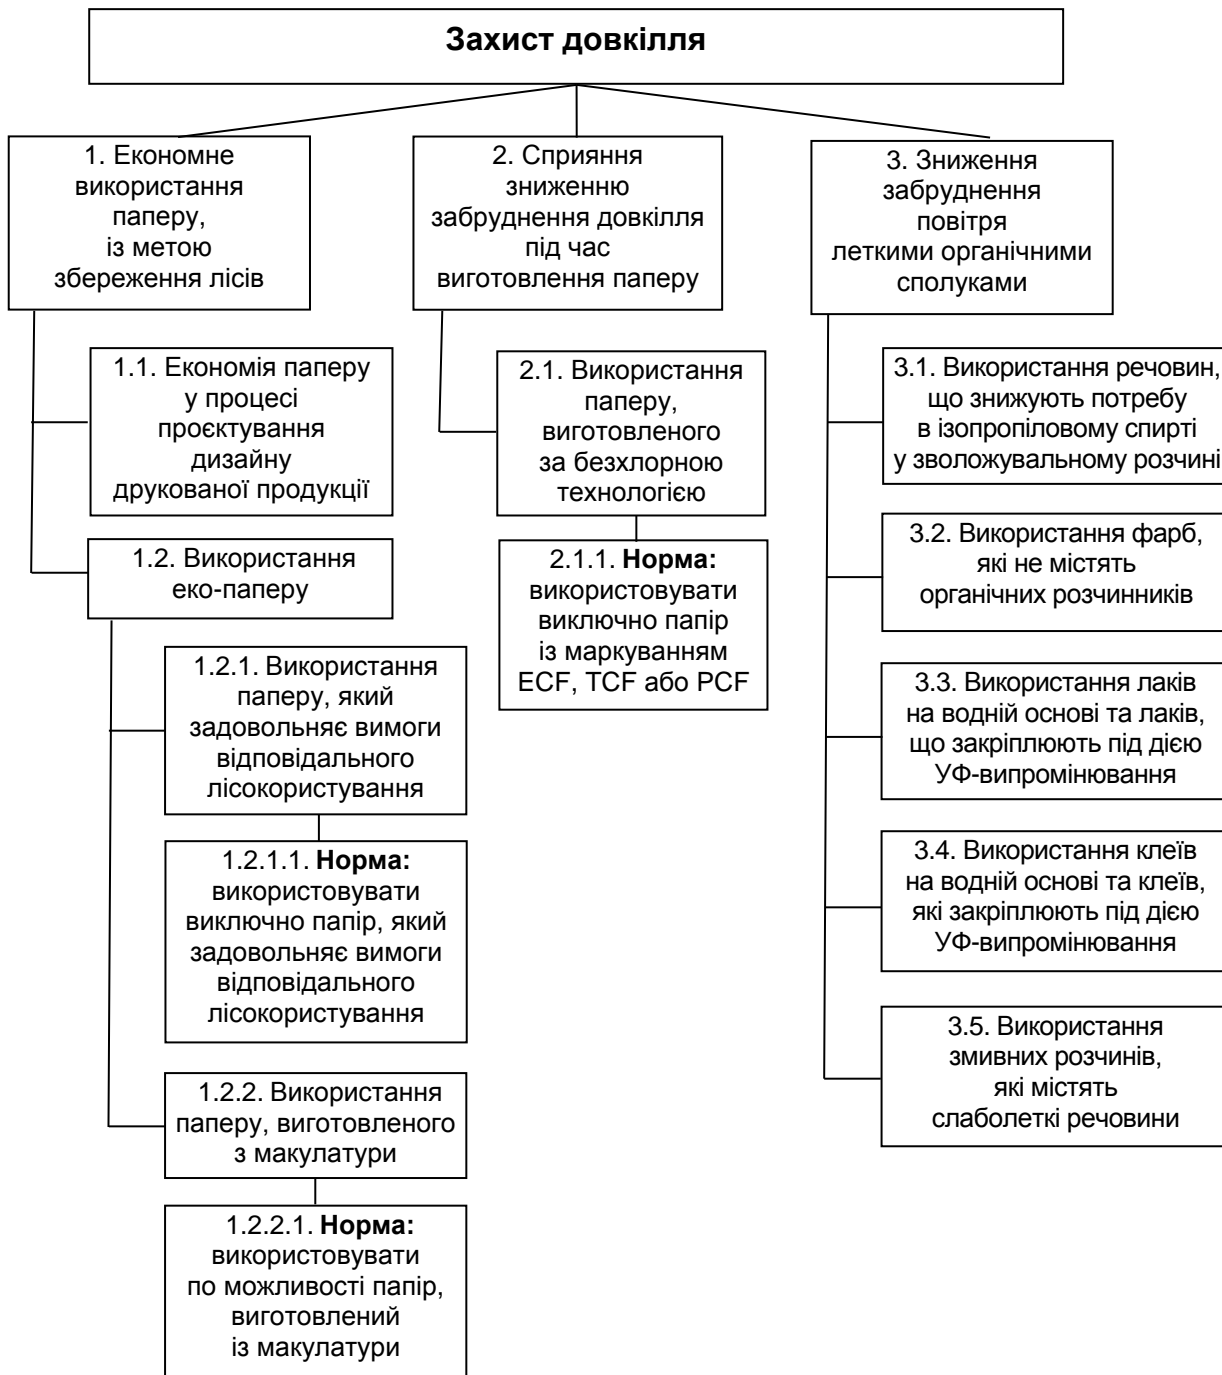 Захист довкілля
1. Економне
використання
паперу,
із метою
збереження лісів
1.1. Економія паперу
у процесі
проєктування
дизайну
друкованої продукції
1.2. Використання
еко-паперу
1.2.1. Використання
паперу, який
задовольняє вимоги
відповідального
лісокористування
1.2.1.1. Норма:
використовувати
виключно папір, який
задовольняє вимоги
відповідального
лісокористування
1.2.2. Використання
паперу, виготовленого
з макулатури
1.2.2.1. Норма:
використовувати
по можливості папір,
виготовлений
із макулатури
2. Сприяння
зниженню
забруднення довкілля
під час
виготовлення паперу
2.1. Використання
паперу,
виготовленого
за безхлорною
технологією
2.1.1. Норма:
використовувати
виключно папір
із маркуванням
ECF, TCF або PCF
3. Зниження
забруднення
повітря
леткими органічними
сполуками
3.1. Використання речовин,
що знижують потребу
в ізопропіловому спирті
у зволожувальному розчині
3.2. Використання фарб,
які не містять
органічних розчинників
3.3. Використання лаків
на водній основі та лаків,
що закріплюють під дією
УФ-випромінювання
3.4. Використання клеїв
на водній основі та клеїв,
які закріплюють під дією
УФ-випромінювання
3.5. Використання
змивних розчинів,
які містять
слаболеткі речовини